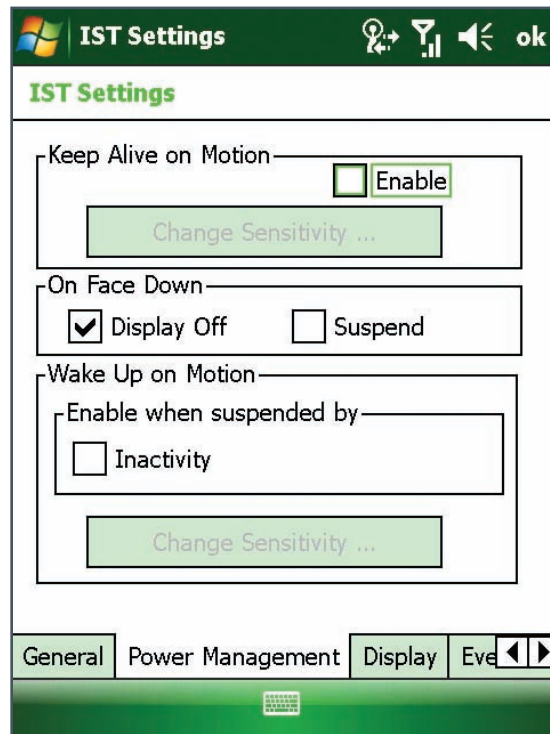 IST Settings ok
IST Settings
Keep Alive on Motion
Enable
Change Sensitivity ...
On Face Down
Display Off Suspend
Wake Up on Motion
Enable when suspended by
Inactivity
Change Sensitivity ...
General Power Management Display Eve